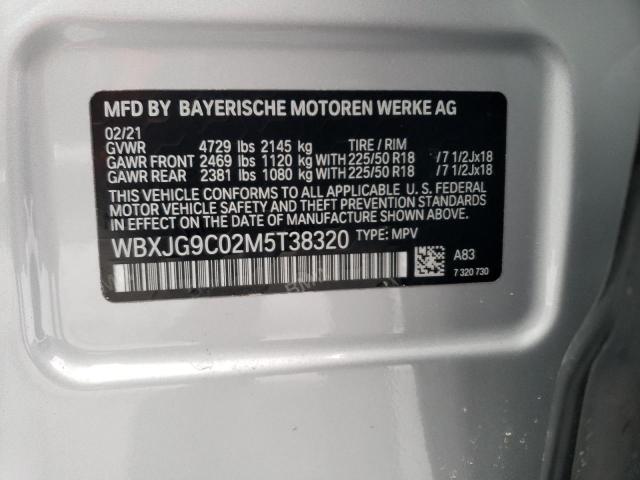 MFD BY BAYERISCHE MOTOREN WERKE AG
02/21
GVWR 4729 lbs 2145 kg TIRE / RIM
GAWR FRONT 2469 lbs 1120 kg WITH 225/50 R18 /7 1/2Jx18
GAWR REAR 2381 lbs 1080 kg WITH 225/50 R18 /7 1/2Jx18
THIS VEHICLE CONFORMS TO ALL APPLICABLE U. S. FEDERAL
MOTOR VEHICLE SAFETY AND THEFT PREVENTION STANDARDS
IN EFFECT ON THE DATE OF MANUFACTURE SHOWN ABOVE.
WBXJG9C02M5T38320 TYPE: MPV
A83
7 320 730